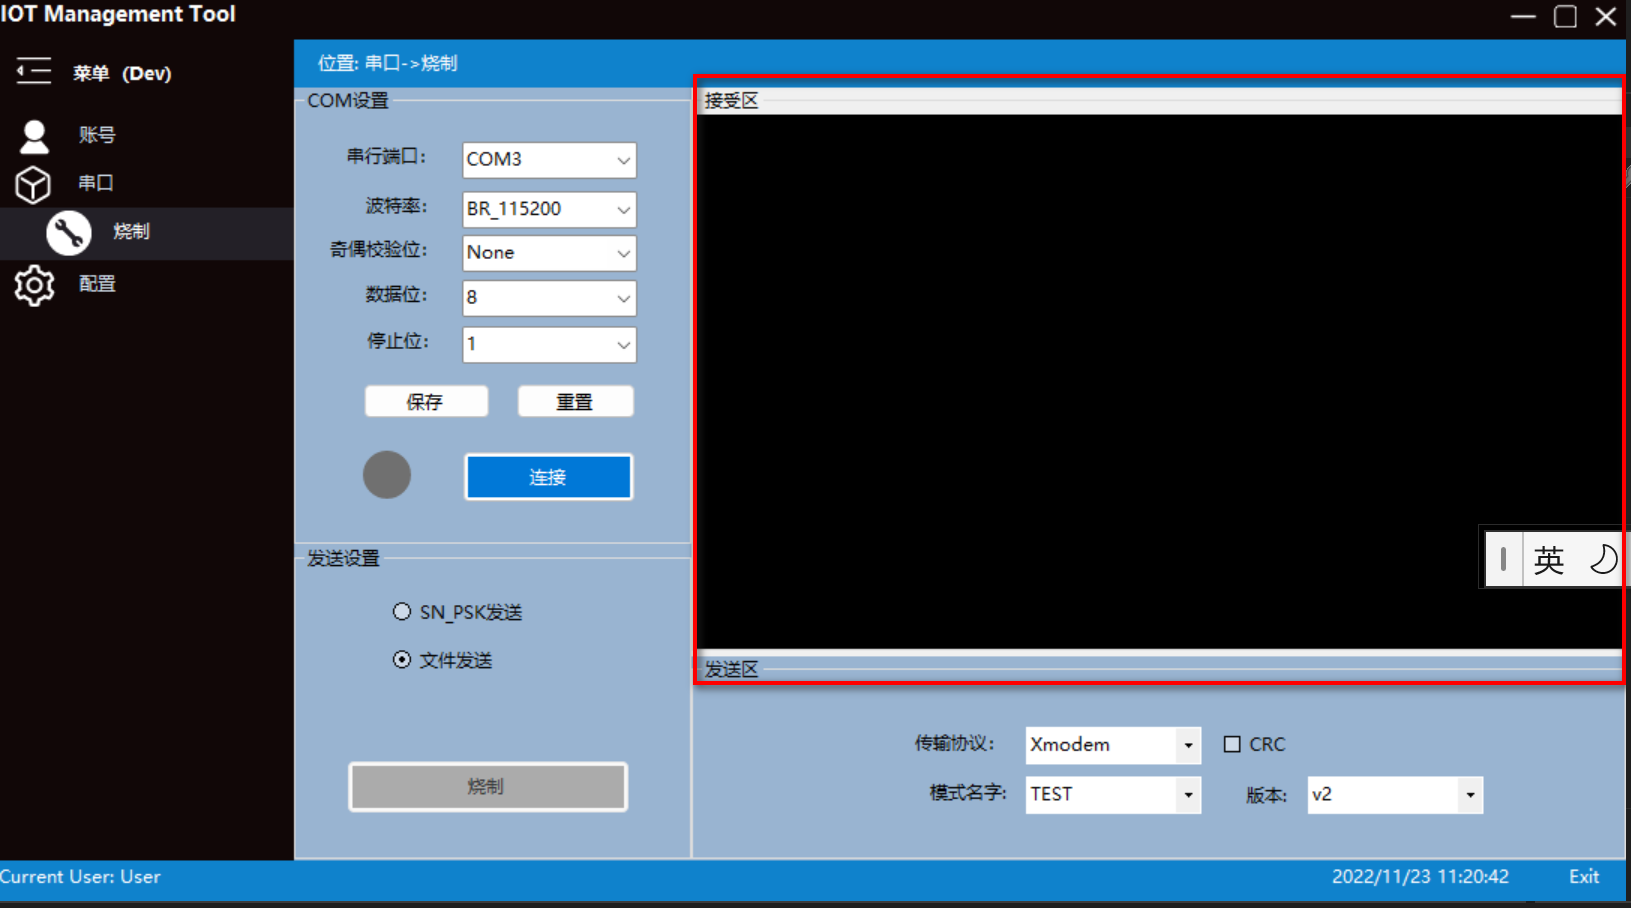 IOT Management Tool
菜单 (Dev)
账号
串口
烧制
配置
位置: 串口->烧制
COM设置
串行端口: COM3
波特率: BR_115200
奇偶校验位: None
数据位: 8
停止位: 1
保存 重置
连接
发送设置
SN_PSK发送
文件发送
烧制
接受区
英
发送区
传输协议: Xmodem CRC
模式名字: TEST 版本: v2
Current User: User 2022/11/23 11:20:42 Exit